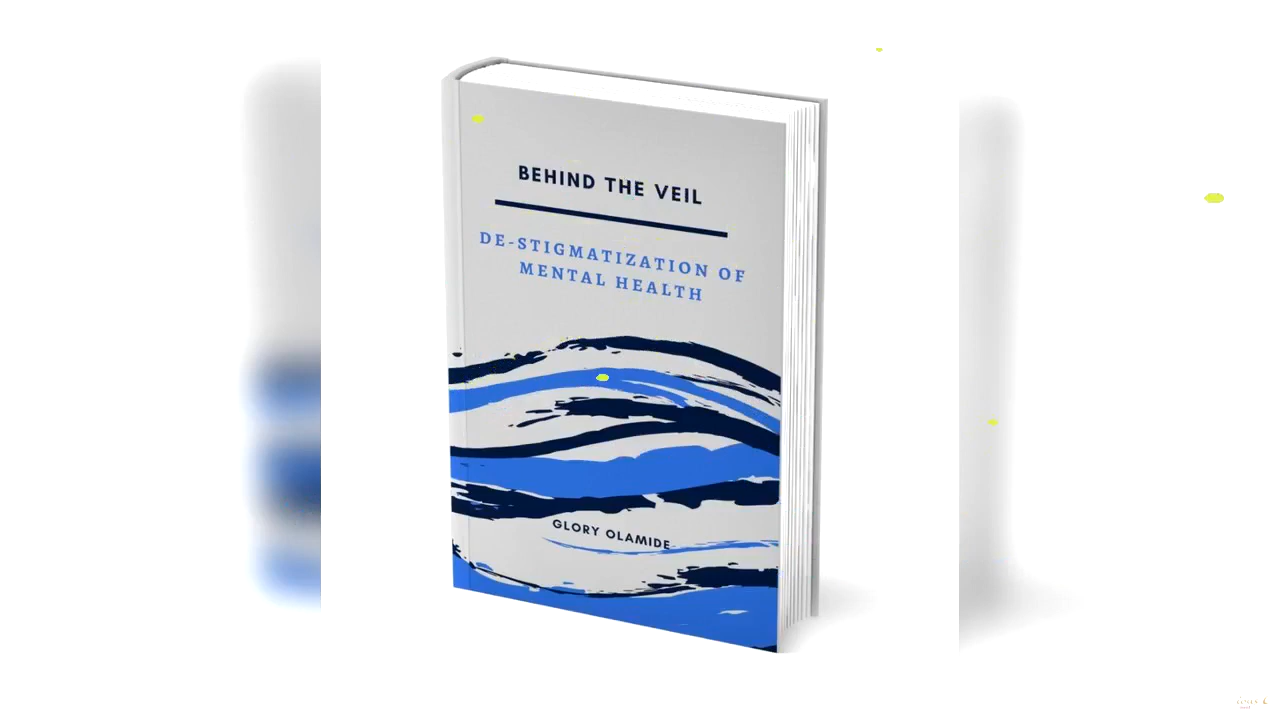 BEHIND THE VEIL
DE-STIGMATIZATION OF
MENTAL HEALTH
GLORY OLAMIDE